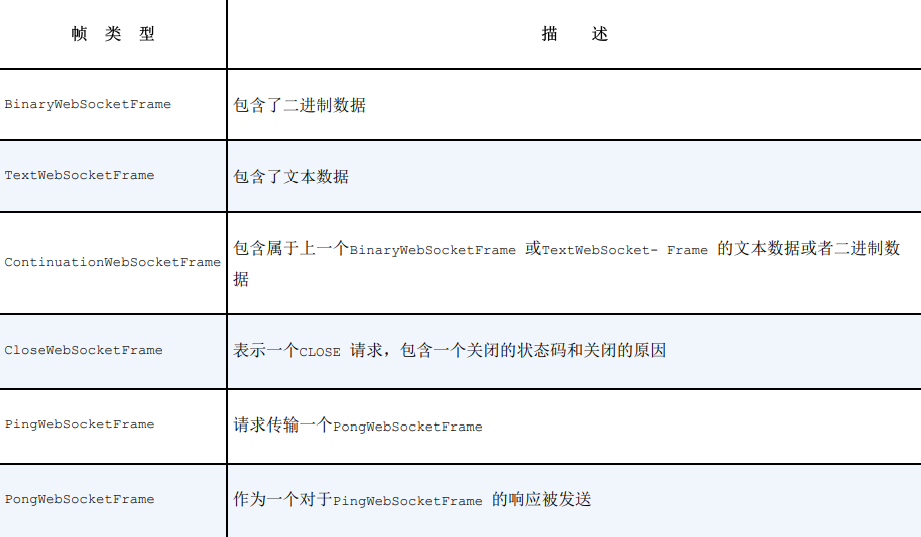 帧 类 型 描 述
BinaryWebSocketFrame 包含了二进制数据
TextWebSocketFrame 包含了文本数据
ContinuationWebSocketFrame 包含属于上一个BinaryWebSocketFrame 或TextWebSocket- Frame 的文本数据或者二进制数
据
CloseWebSocketFrame 表示一个CLOSE 请求，包含一个关闭的状态码和关闭的原因
PingWebSocketFrame 请求传输一个PongWebSocketFrame
PongWebSocketFrame 作为一个对于PingWebSocketFrame 的响应被发送